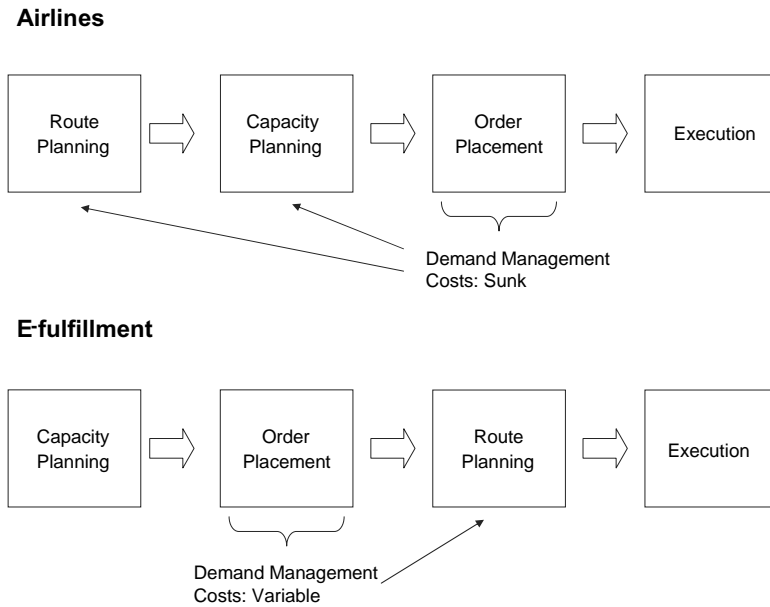 Airlines
Route
Planning
Capacity
Planning
Order
Placement
Execution
Demand Management
Costs: Sunk
E-fulfillment
Capacity
Planning
Order
Placement
Route
Planning
Execution
Demand Management
Costs: Variable